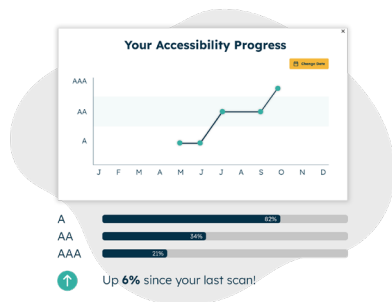 ×
Your Accessibility Progress
Change Date
AAA
AA
A
J F M A M J J A S O N D
A 82%
AA 34%
AAA 21%
Up 6% since your last scan!